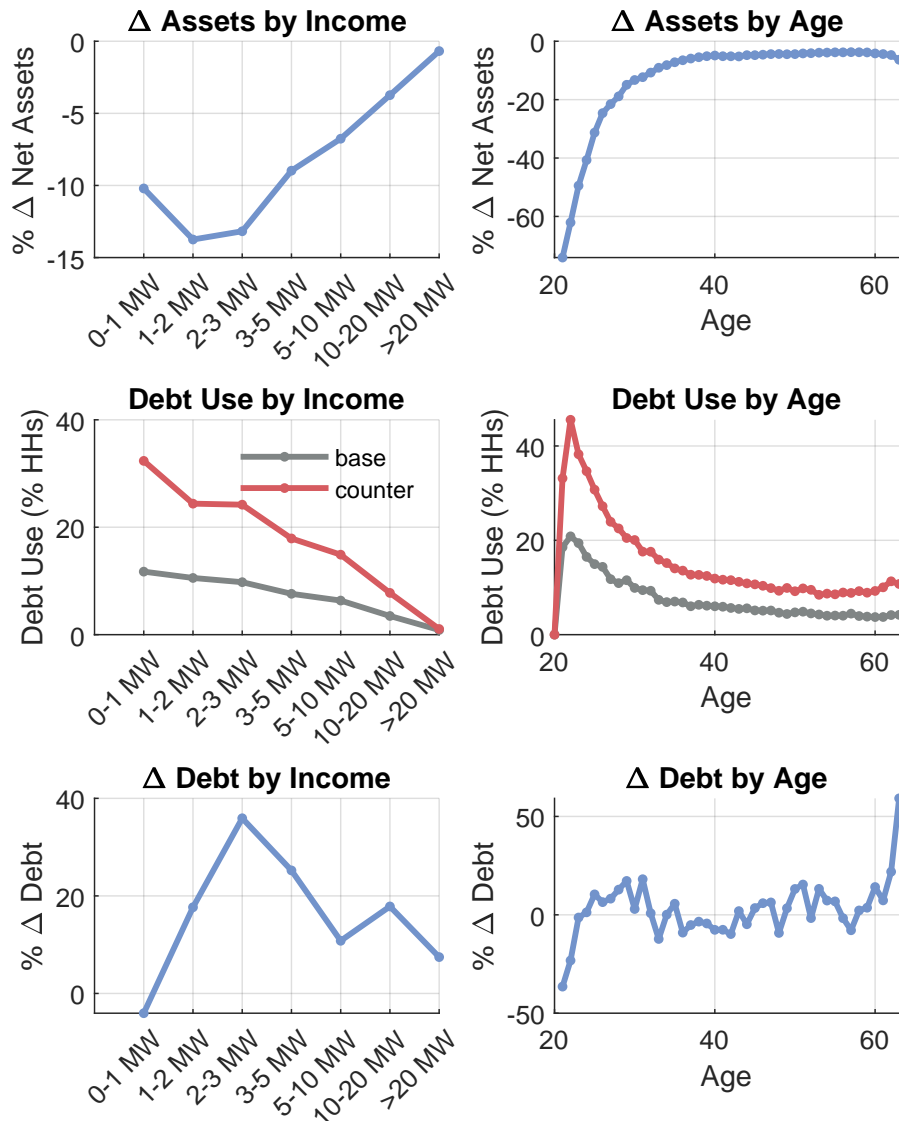 Δ Assets by Income
% Δ Net Assets
0
-5
-10
-15
0-1 MW
1-2 MW
2-3 MW
3-5 MW
5-10 MW
10-20 MW
>20 MW
Δ Assets by Age
% Δ Net Assets
0
-20
-40
-60
20
40
60
Age
Debt Use by Income
Debt Use (% HHs)
40
20
0
base
counter
0-1 MW
1-2 MW
2-3 MW
3-5 MW
5-10 MW
10-20 MW
>20 MW
Debt Use by Age
Debt Use (% HHs)
40
20
0
20
40
60
Age
Δ Debt by Income
% Δ Debt
40
20
0
0-1 MW
1-2 MW
2-3 MW
3-5 MW
5-10 MW
10-20 MW
>20 MW
Δ Debt by Age
% Δ Debt
50
0
-50
20
40
60
Age